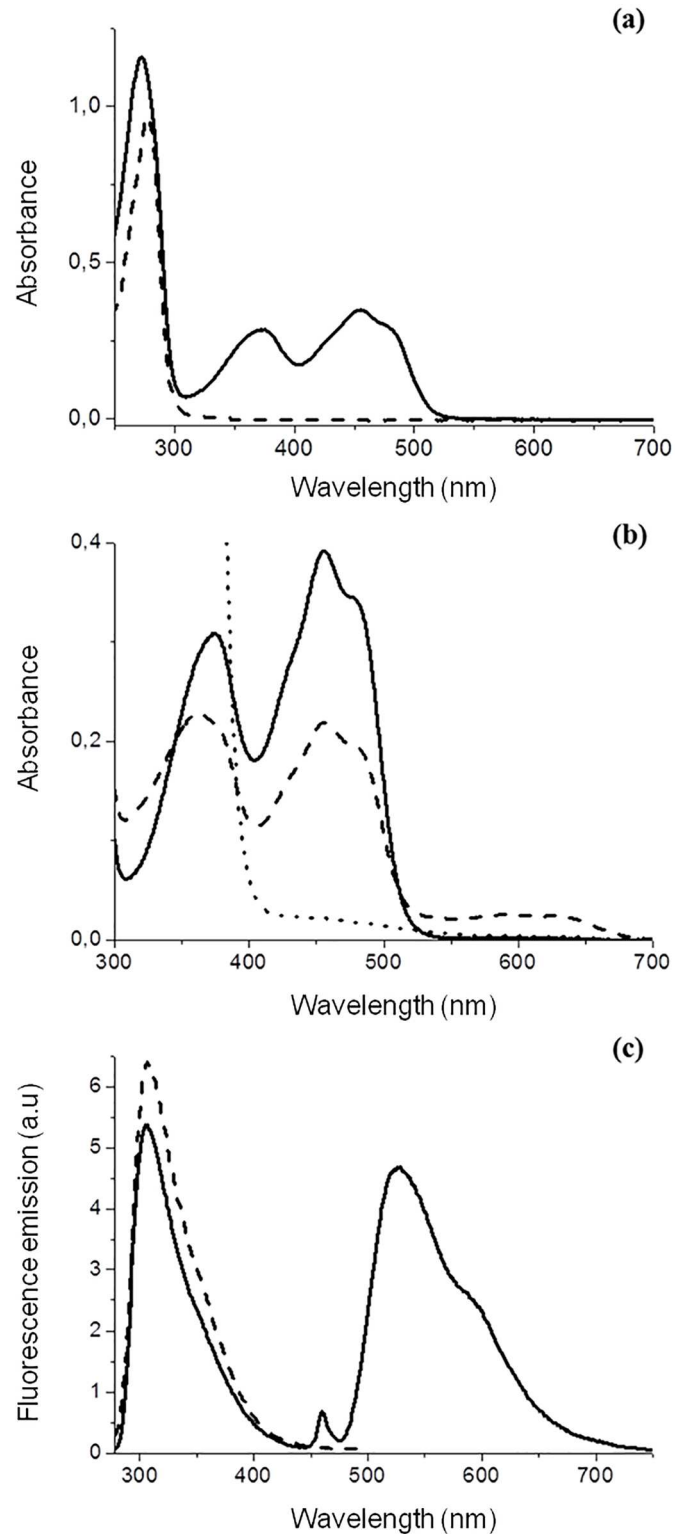 (a)
1,0
0,5
0,0
Absorbance
300 400 500 600 700
Wavelength (nm)
(b)
0,4
0,2
0,0
Absorbance
300 400 500 600 700
Wavelength (nm)
(c)
6
5
4
3
2
1
0
Fluorescence emission (a.u)
300 400 500 600 700
Wavelength (nm)